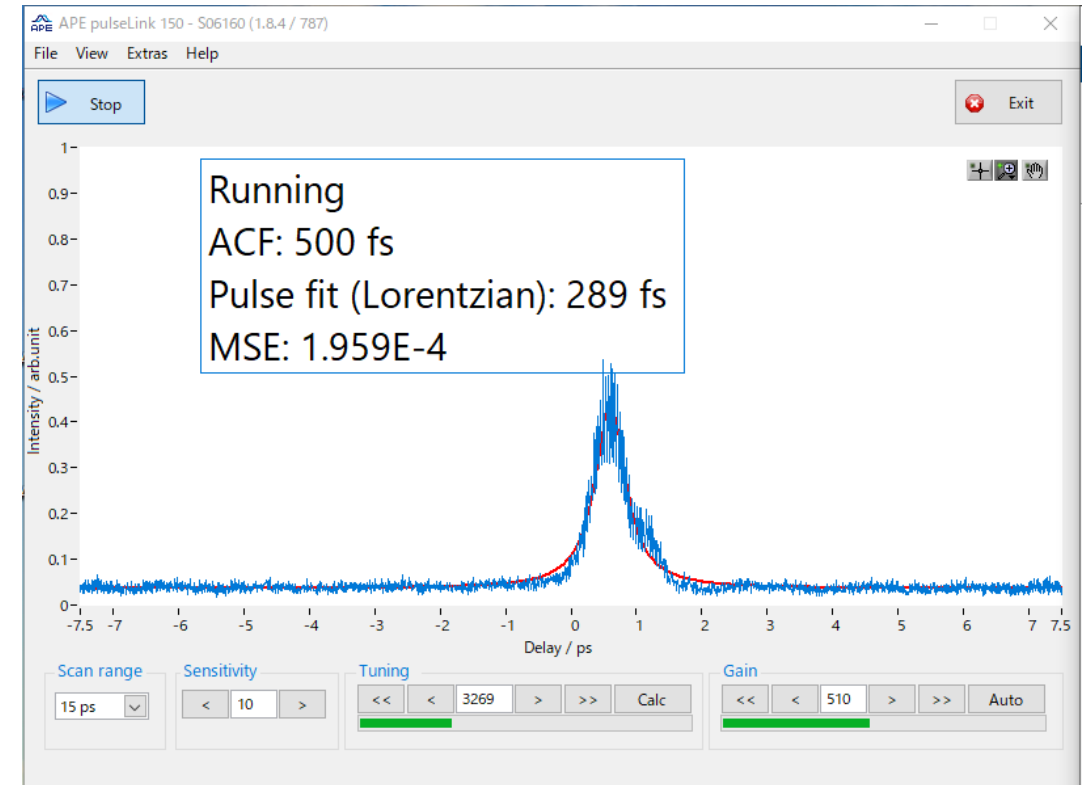 APE pulseLink 150 - S06160 (1.8.4 / 787)
File View Extras Help
Stop
Exit
Running
ACF: 500 fs
Pulse fit (Lorentzian): 289 fs
MSE: 1.959E-4
Intensity / arb.unit
1
0.9
0.8
0.7
0.6
0.5
0.4
0.3
0.2
0.1
0
-7.5 -7 -6 -5 -4 -3 -2 -1 0 1 2 3 4 5 6 7 7.5
Delay / ps
Scan range
15 ps
Sensitivity
< 10 >
Tuning
<< < 3269 > >> Calc
Gain
<< < 510 > >> Auto